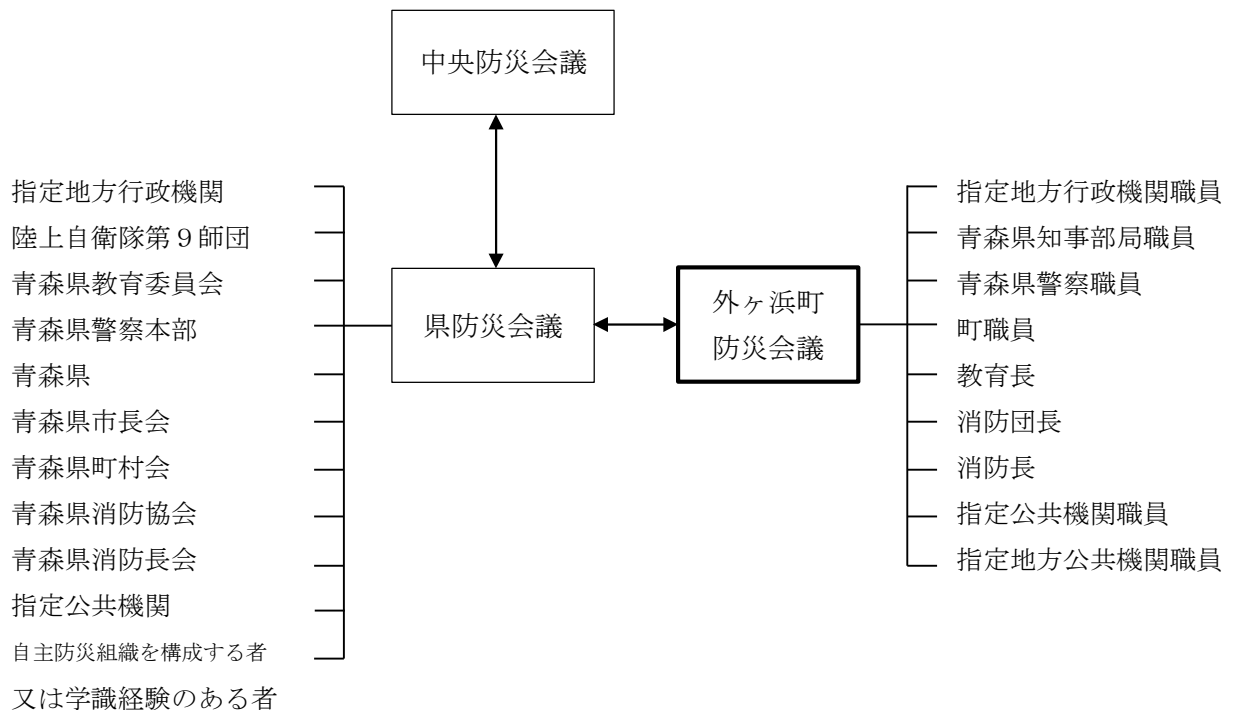 中央防災会議
指定地方行政機関
陸上自衛隊第９師団
青森県教育委員会
青森県警察本部
青森県
青森県市長会
青森県町村会
青森県消防協会
青森県消防長会
指定公共機関
自主防災組織を構成する者
又は学識経験のある者
県防災会議
外ヶ浜町
防災会議
指定地方行政機関職員
青森県知事部局職員
青森県警察職員
町職員
教育長
消防団長
消防長
指定公共機関職員
指定地方公共機関職員